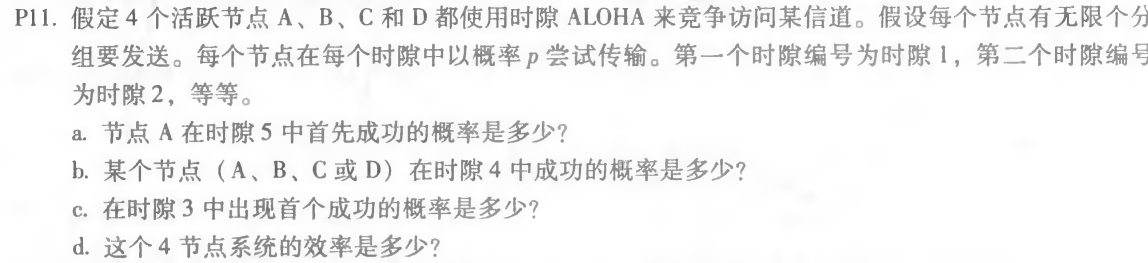 P11. 假定 4 个活跃节点 A、B、C 和 D 都使用时隙 ALOHA 来竞争访问某信道。假设每个节点有无限个分
组要发送。每个节点在每个时隙中以概率 p 尝试传输。第一个时隙编号为时隙 1，第二个时隙编号
为时隙 2，等等。
a. 节点 A 在时隙 5 中首先成功的概率是多少？
b. 某个节点（A、B、C 或 D）在时隙 4 中成功的概率是多少？
c. 在时隙 3 中出现首个成功的概率是多少？
d. 这个 4 节点系统的效率是多少？